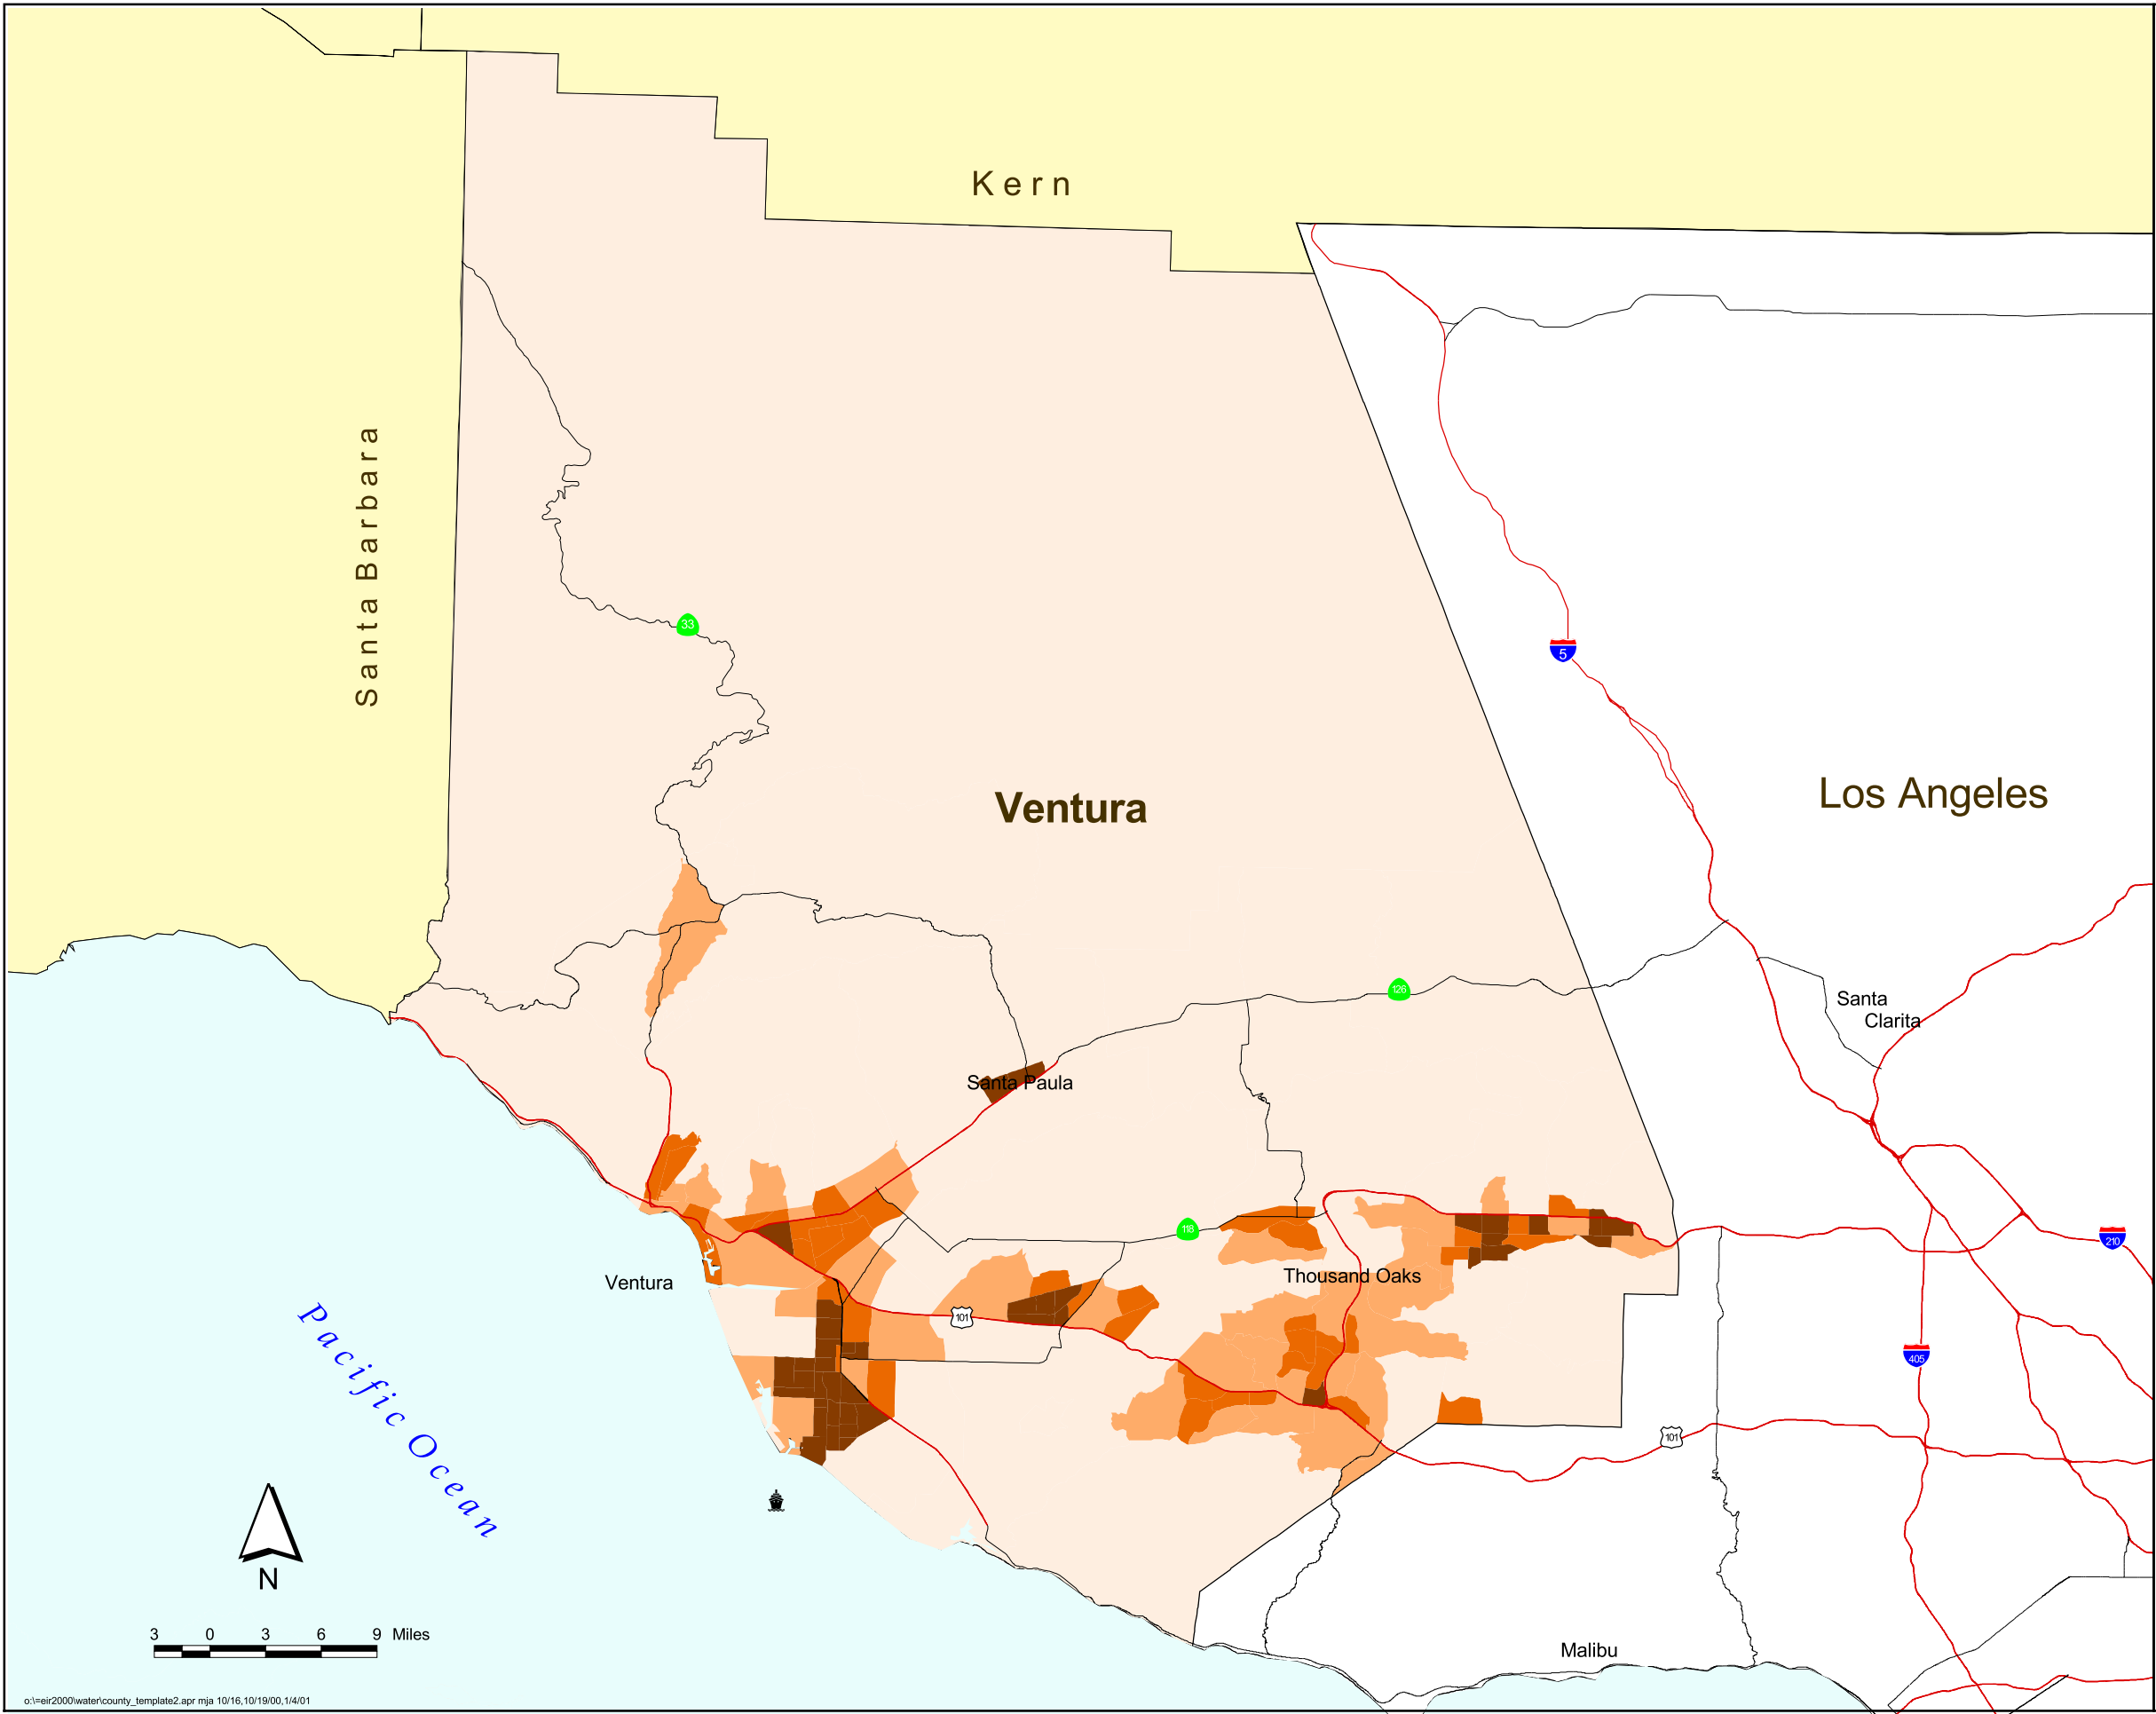 Kern
Santa Barbara
33
5
Ventura
Los Angeles
126
Santa
Clarita
Santa Paula
118
210
Thousand Oaks
Ventura
101
405
101
Pacific Ocean
N
3 0 3 6 9 Miles
Malibu
o:\=eir2000\water\county_template2.apr mja 10/16,10/19/00,1/4/01